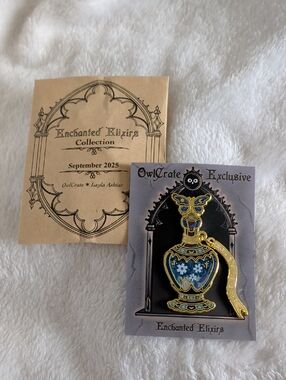 Enchanted Elixirs
Collection
September 2025
OwlCrate
OwlCrate Exclusive
Enchanted Elixirs